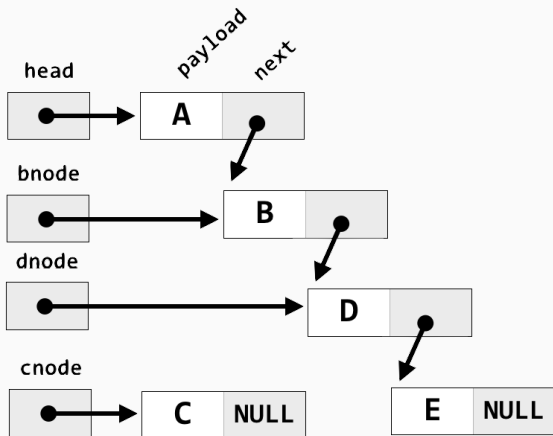 payload next
head
A
bnode
B
dnode
D
cnode
C NULL E NULL